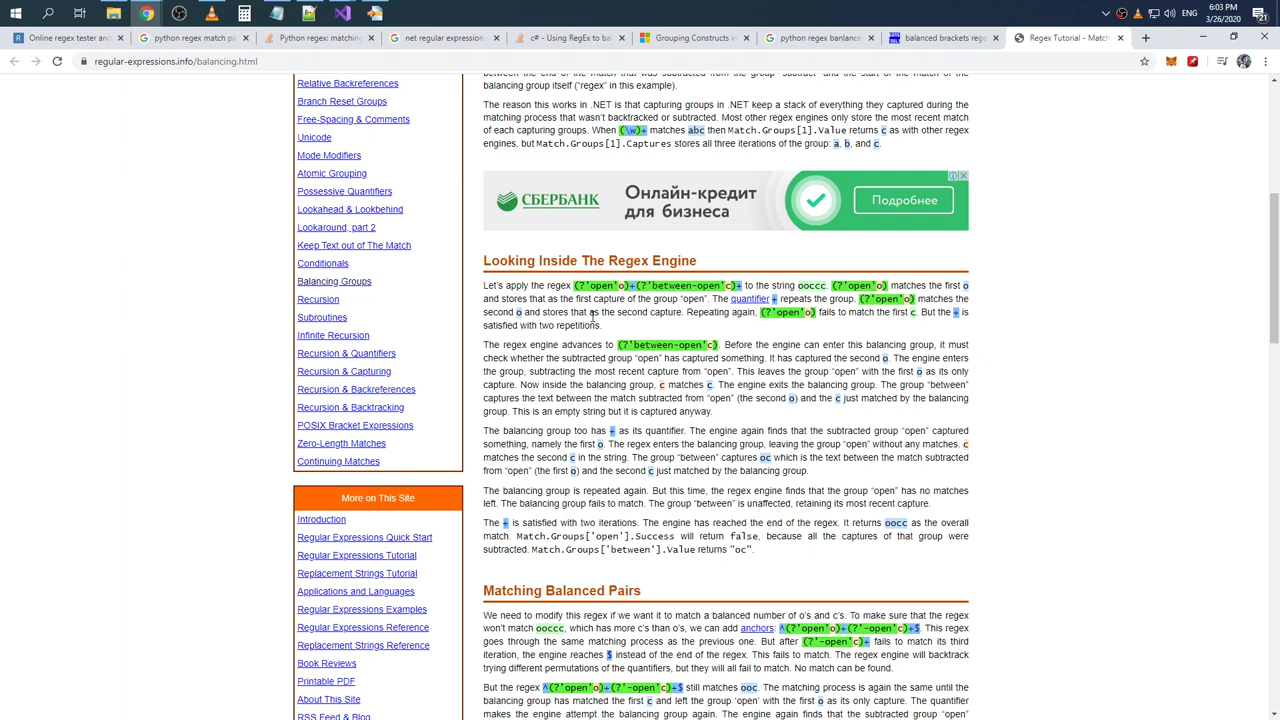 6:03 PM
ENG
3/26/2020
21
Online regex tester and
python regex match pa
Python regex: matching
net regular expression.
c# - Using RegEx to bal
Grouping Constructs in
python regex banlance
balanced brackets rege
Regex Tutorial - Match
regular-expressions.info/balancing.html
Relative Backreferences
Branch Reset Groups
Free-Spacing & Comments
Unicode
Mode Modifiers
Atomic Grouping
Possessive Quantifiers
Lookahead & Lookbehind
Lookaround, part 2
Keep Text out of The Match
Conditionals
Balancing Groups
Recursion
Subroutines
Infinite Recursion
Recursion & Quantifiers
Recursion & Capturing
Recursion & Backreferences
Recursion & Backtracking
POSIX Bracket Expressions
Zero-Length Matches
Continuing Matches
More on This Site
Introduction
Regular Expressions Quick Start
Regular Expressions Tutorial
Replacement Strings Tutorial
Applications and Languages
Regular Expressions Examples
Regular Expressions Reference
Replacement Strings Reference
Book Reviews
Printable PDF
About This Site
RSS Feed & Blog
between the end of the match that was subtracted from the group “subtract” and the start of the match of the
balancing group itself (“regex” in this example).
The reason this works in .NET is that capturing groups in .NET keep a stack of everything they captured during the
matching process that wasn’t backtracked or subtracted. Most other regex engines only store the most recent match
of each capturing groups. When (\w)+ matches abc then Match.Groups[1].Value returns c as with other regex
engines, but Match.Groups[1].Captures stores all three iterations of the group: a, b, and c.
СБЕРБАНК
Онлайн-кредит
для бизнеса
Подробнее
Looking Inside The Regex Engine
Let’s apply the regex (?'open'o)+(?'between-open'c)+ to the string ooccc. (?'open'o) matches the first o
and stores that as the first capture of the group “open”. The quantifier + repeats the group. (?'open'o) matches the
second o and stores that as the second capture. Repeating again, (?'open'o) fails to match the first c. But the + is
satisfied with two repetitions.
The regex engine advances to (?'between-open'c). Before the engine can enter this balancing group, it must
check whether the subtracted group “open” has captured something. It has captured the second o. The engine enters
the group, subtracting the most recent capture from “open”. This leaves the group “open” with the first o as its only
capture. Now inside the balancing group, c matches c. The engine exits the balancing group. The group “between”
captures the text between the match subtracted from “open” (the second o) and the c just matched by the balancing
group. This is an empty string but it is captured anyway.
The balancing group too has + as its quantifier. The engine again finds that the subtracted group “open” captured
something, namely the first o. The regex enters the balancing group, leaving the group “open” without any matches. c
matches the second c in the string. The group “between” captures oc which is the text between the match subtracted
from “open” (the first o) and the second c just matched by the balancing group.
The balancing group is repeated again. But this time, the regex engine finds that the group “open” has no matches
left. The balancing group fails to match. The group “between” is unaffected, retaining its most recent capture.
The + is satisfied with two iterations. The engine has reached the end of the regex. It returns oocc as the overall
match. Match.Groups['open'].Success will return false, because all the captures of that group were
subtracted. Match.Groups['between'].Value returns "oc".
Matching Balanced Pairs
We need to modify this regex if we want it to match a balanced number of o’s and c’s. To make sure that the regex
won’t match ooccc, which has more c’s than o’s, we can add anchors: ^(?'open'o)+(?'-open'c)+$. This regex
goes through the same matching process as the previous one. But after (?'-open'c)+ fails to match its third
iteration, the engine reaches $ instead of the end of the regex. This fails to match. The regex engine will backtrack
trying different permutations of the quantifiers, but they will all fail to match. No match can be found.
But the regex ^(?'open'o)+(?'-open'c)+$ still matches ooc. The matching process is again the same until the
balancing group has matched the first c and left the group ‘open’ with the first o as its only capture. The quantifier
makes the engine attempt the balancing group again. The engine again finds that the subtracted group “open”